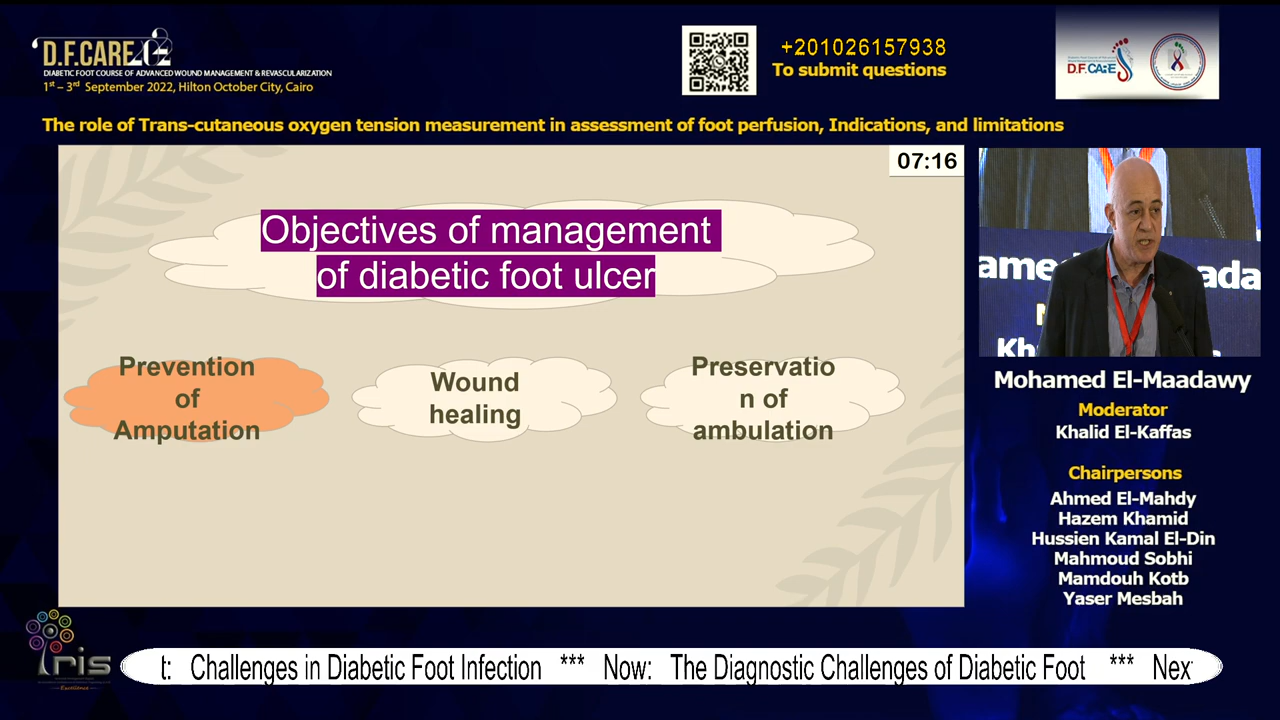 D.F.CARE
DIABETIC FOOT COURSE OF ADVANCED WOUND MANAGEMENT & REVASCULARIZATION
1st – 3rd September 2022, Hilton October City, Cairo
+201026157938
To submit questions
D.F.CARE
The role of Trans-cutaneous oxygen tension measurement in assessment of foot perfusion, Indications, and limitations
07:16
Objectives of management
of diabetic foot ulcer
Prevention
of
Amputation
Wound
healing
Preservatio
n of
ambulation
Mohamed El-Maadawy
Moderator
Khalid El-Kaffas
Chairpersons
Ahmed El-Mahdy
Hazem Khamid
Hussien Kamal El-Din
Mahmoud Sobhi
Mamdouh Kotb
Yaser Mesbah
Iris
t: Challenges in Diabetic Foot Infection *** Now: The Diagnostic Challenges of Diabetic Foot *** Nex